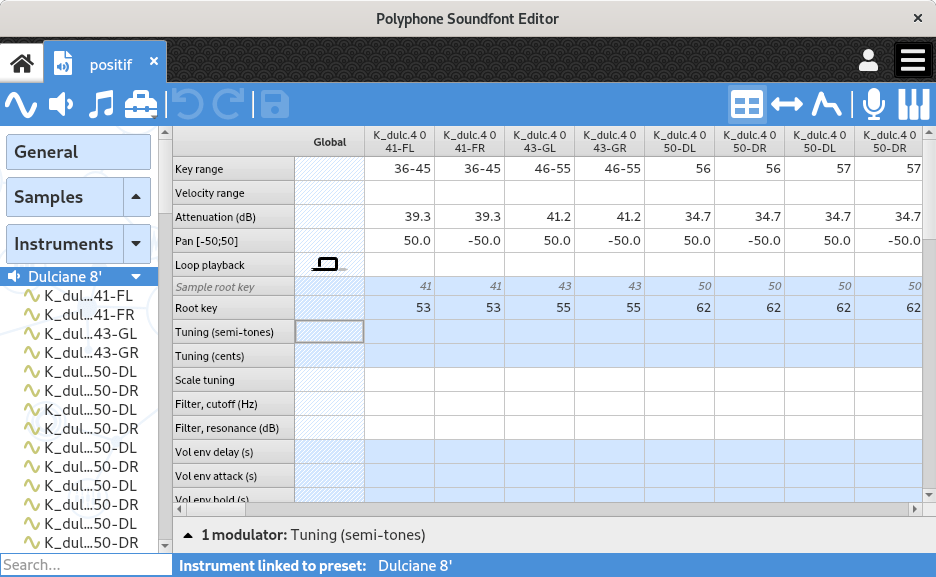 Polyphone Soundfont Editor
positif
General
Samples
Instruments
Dulciane 8'
K_dul...41-FL
K_dul...41-FR
K_dul...43-GL
K_dul...43-GR
K_dul...50-DL
K_dul...50-DR
K_dul...50-DL
K_dul...50-DR
K_dul...50-DL
K_dul...50-DR
K_dul...50-DL
K_dul...50-DR
K_dul...50-DL
K_dul...50-DR
Search...
Global K_dulc.4 0 41-FL K_dulc.4 0 41-FR K_dulc.4 0 43-GL K_dulc.4 0 43-GR K_dulc.4 0 50-DL K_dulc.4 0 50-DR K_dulc.4 0 50-DL K_dulc.4 0 50-DR
Key range 36-45 36-45 46-55 46-55 56 56 57 57
Velocity range
Attenuation (dB) 39.3 39.3 41.2 41.2 34.7 34.7 34.7 34.7
Pan [-50;50] 50.0 -50.0 50.0 -50.0 50.0 -50.0 50.0 -50.0
Loop playback
Sample root key 41 41 43 43 50 50 50 50
Root key 53 53 55 55 62 62 62 62
Tuning (semi-tones)
Tuning (cents)
Scale tuning
Filter, cutoff (Hz)
Filter, resonance (dB)
Vol env delay (s)
Vol env attack (s)
Vol env hold (s)
1 modulator: Tuning (semi-tones)
Instrument linked to preset: Dulciane 8'